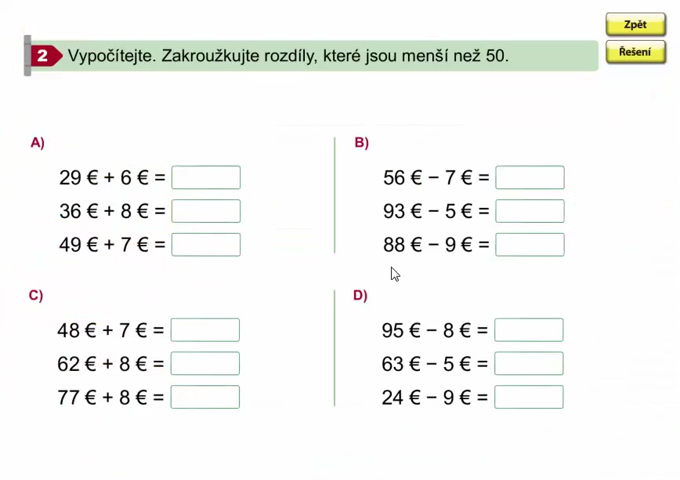 Zpět
2 Vypočítejte. Zakroužkujte rozdíly, které jsou menší než 50.
Řešení
A)
29 € + 6 € =
36 € + 8 € =
49 € + 7 € =
B)
56 € − 7 € =
93 € − 5 € =
88 € − 9 € =
C)
48 € + 7 € =
62 € + 8 € =
77 € + 8 € =
D)
95 € − 8 € =
63 € − 5 € =
24 € − 9 € =